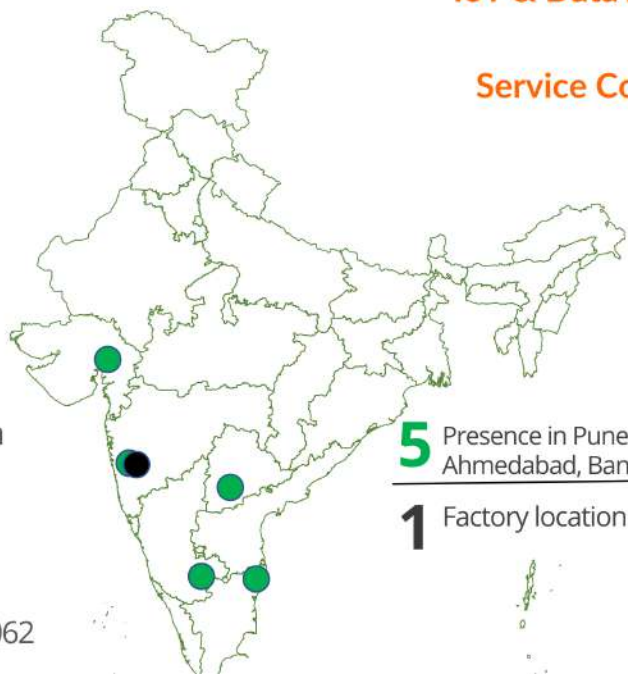 Service Co
5 Presence in Pune
Ahmedabad, Ban
1 Factory location
062